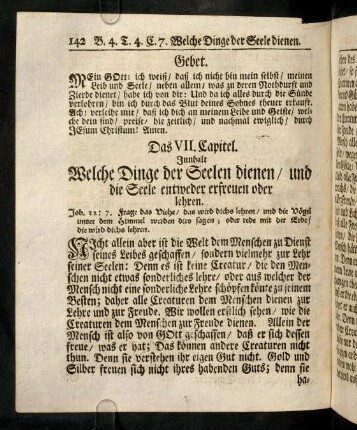 142 B. 4. T. 4. C. 7. Welche Dinge der Seele dienen.
Gebet.
MEin GOtt: ich weiß/ daß ich nicht bin mein selbst/ meinen
Leib und Seele/ neben allem/ was zu deren Nothdurft und
Zierde dienet/ habe ich von dir: Und da ich alles durch die Sünde
verlohren/ bin ich durch das Blut deines Sohnes theuer erkauft.
Ach! verleihe mir/ daß ich dich an meinem Leibe und Geiste/ wel-
che dein sind/ preise/ hie zeitlich/ und nachmal ewiglich/ durch
JEsum Christum! Amen.
Das VII. Capitel.
Innhalt
Welche Dinge der Seelen dienen/ und
die Seele entweder erfreuen oder
lehren.
Job. 12: 7. Frage das Viehe/ das wird dichs lehren/ und die Vögel
unter dem Himmel werden dirs sagen; oder rede mit der Erde/
die wird dichs lehren.
NIcht allein aber ist die Welt dem Menschen zu Dienst
seines Leibes geschaffen/ sondern vielmehr zur Lehr
seiner Seelen: Denn es ist keine Creatur/ die den Men-
schen nicht etwas sonderliches lehre/ oder aus welcher der
Mensch nicht eine sonderliche Lehre schöpfen könte zu seinem
Besten; daher alle Creaturen dem Menschen dienen zur
Lehre und zur Freude. Wir wollen erstlich sehen/ wie die
Creaturen dem Menschen zur Freude dienen. Allein der
Mensch ist also von GOtt geschaffen/ daß er sich dessen
freue/ was er hat; Das können andere Creaturen nicht
thun. Denn sie verstehen ihr eigen Gut nicht. Gold und
Silber freuen sich nicht ihres habenden Guts; denn sie
ha-